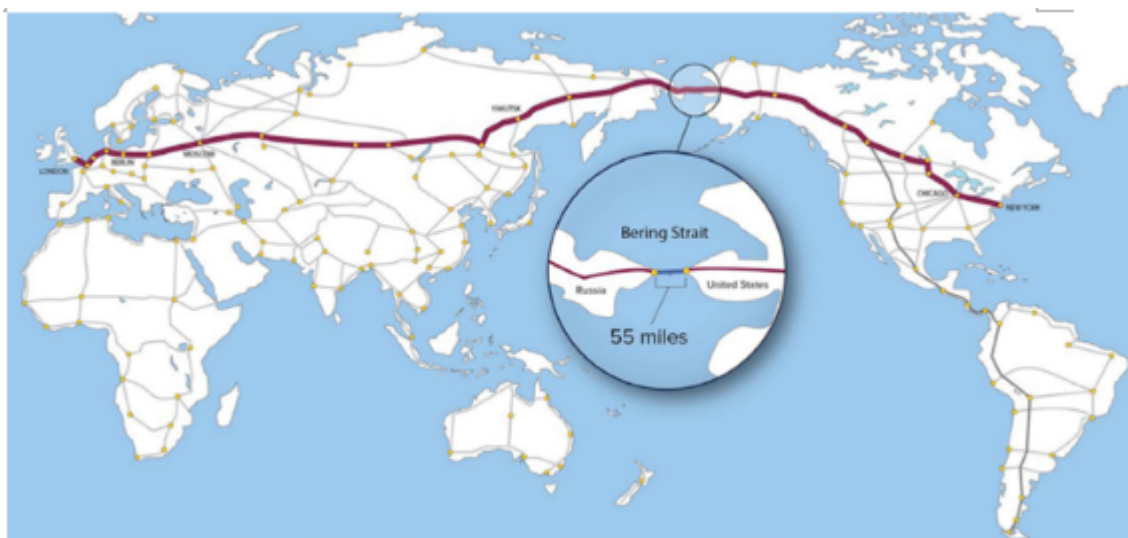 YAKUTSK
MOSCOW
BERLIN
LONDON
CHICAGO
NEW YORK
Bering Strait
Russia
United States
55 miles